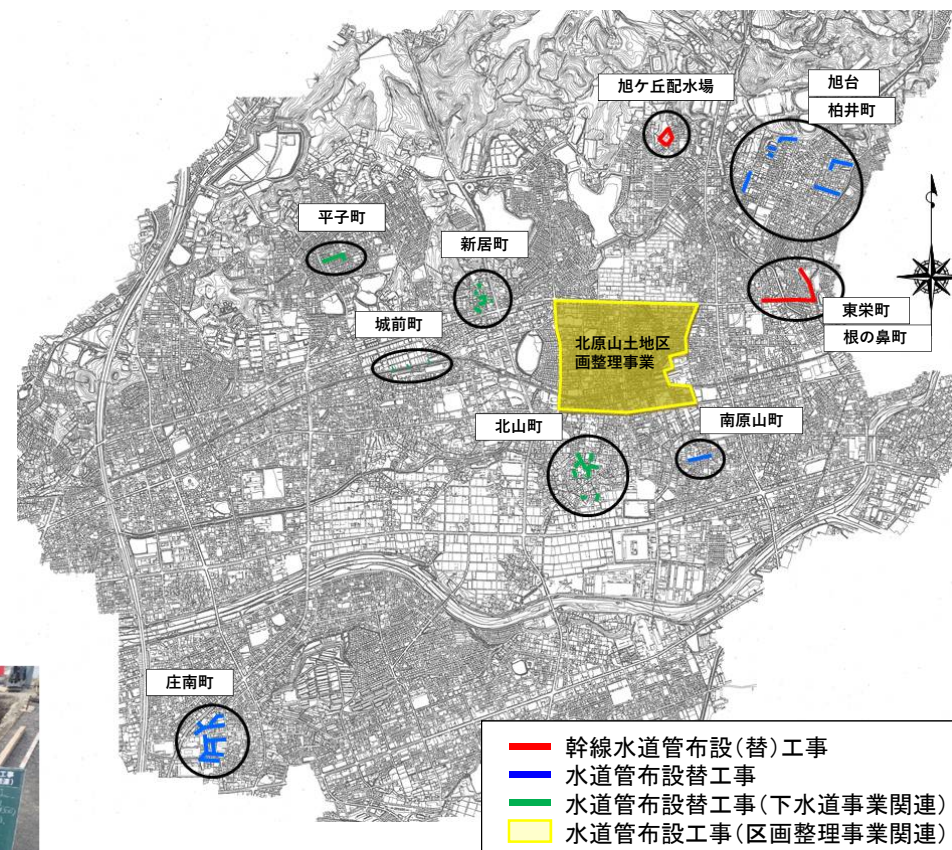 旭ケ丘配水場
旭台
柏井町
平子町
新居町
東栄町
根の鼻町
城前町
北原山土地区
画整理事業
北山町
南原山町
庄南町
幹線水道管布設(替)工事
水道管布設替工事
水道管布設替工事(下水道事業関連)
水道管布設工事(区画整理事業関連)